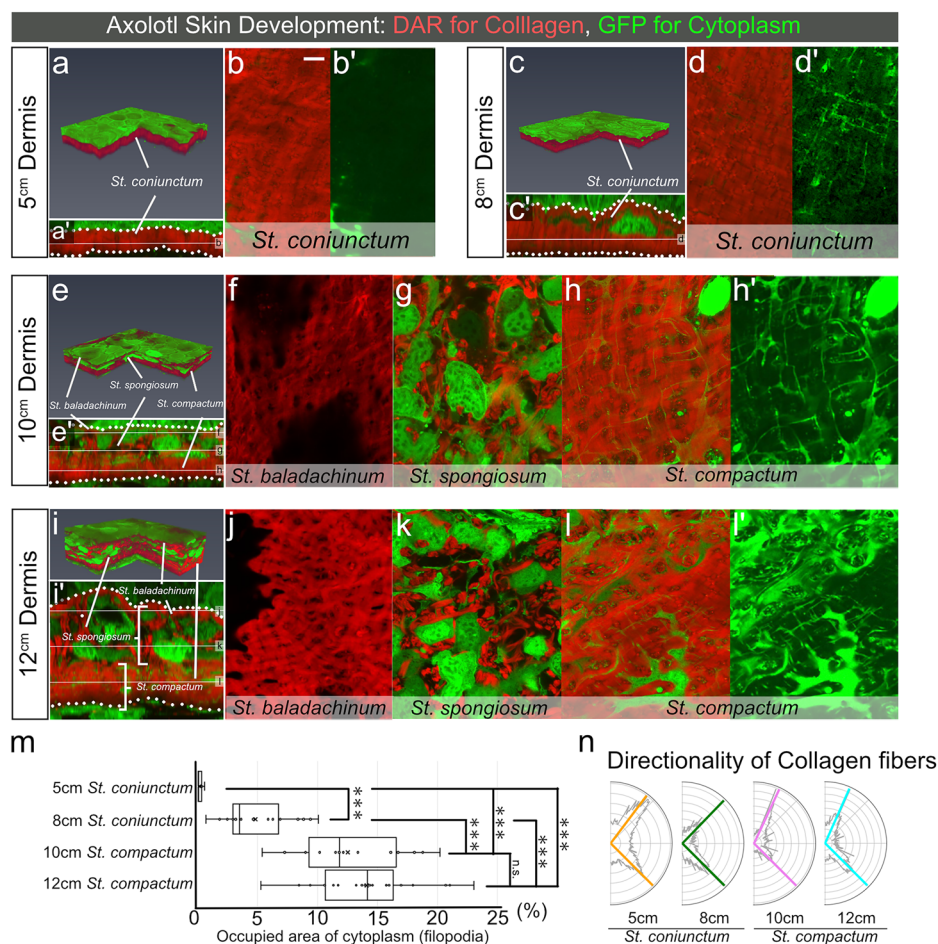 Axolotl Skin Development: DAR for Colllagen, GFP for Cytoplasm
5cm Dermis
a
St. coniunctum
a'
b
b
b'
St. coniunctum
8cm Dermis
c
St. coniunctum
c'
d
d
d'
St. coniunctum
10cm Dermis
e
St. spongiosum
St. baladachinum
St. compactum
e'
f
g
h
f
St. baladachinum
g
St. spongiosum
h
h'
St. compactum
12cm Dermis
i
i'
St. baladachinum
St. spongiosum
St. compactum
j
k
l
j
St. baladachinum
k
St. spongiosum
l
l'
St. compactum
m
5cm St. coniunctum
8cm St. coniunctum
10cm St. compactum
12cm St. compactum
***
***
***
n.s.
***
***
0 5 10 15 20 25 (%)
Occupied area of cytoplasm (filopodia)
n
Directionality of Collagen fibers
5cm 8cm 10cm 12cm
St. coniunctum St. compactum